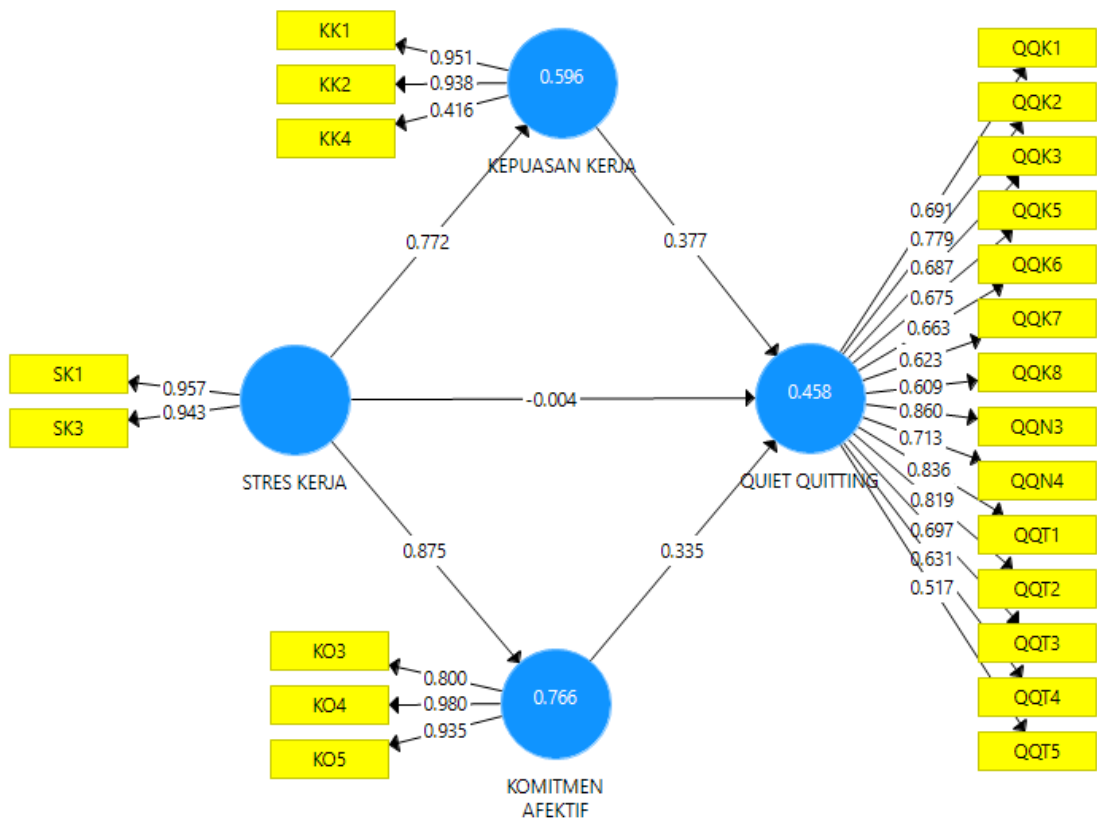 KK1
KK2
KK4
0.951
0.938
0.416
0.596
KEPUASAN KERJA
0.772
0.377
SK1
SK3
0.957
0.943
STRES KERJA
-0.004
0.458
QUIET QUITTING
0.875
0.335
KO3
KO4
KO5
0.800
0.980
0.935
0.766
KOMITMEN
AFEKTIF
0.691
0.779
0.687
0.675
0.663
0.623
0.609
0.860
0.713
0.836
0.819
0.697
0.631
0.517
QQK1
QQK2
QQK3
QQK5
QQK6
QQK7
QQK8
QQN3
QQN4
QQT1
QQT2
QQT3
QQT4
QQT5